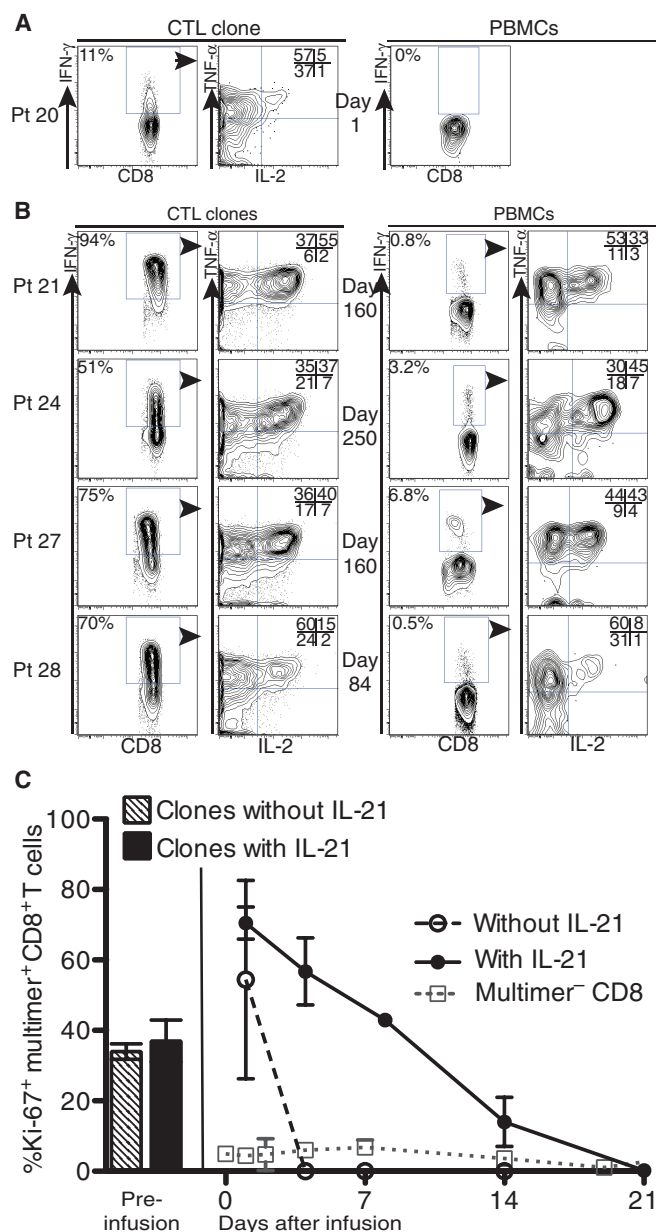 A
CTL clone
PBMCs
Pt 20
IFN-γ
11%
CD8
TNF-α
57 5
37 1
IL-2
Day
1
0%
CD8
B
CTL clones
PBMCs
Pt 21
IFN-γ
94%
TNF-α
37 55
6 2
Day
160
IFN-γ
0.8%
TNF-α
53 33
11 3
Pt 24
51%
35 37
21 7
Day
250
3.2%
30 45
18 7
Pt 27
75%
36 40
17 7
Day
160
6.8%
44 43
9 4
Pt 28
70%
60 15
24 2
Day
84
0.5%
60 8
31 1
CD8
IL-2
CD8
IL-2
C
%Ki-67+ multimer+CD8+T cells
100
80
60
40
20
0
Clones without IL-21
Clones with IL-21
Without IL-21
With IL-21
Multimer− CD8
Pre-
infusion
0
7
14
21
Days after infusion